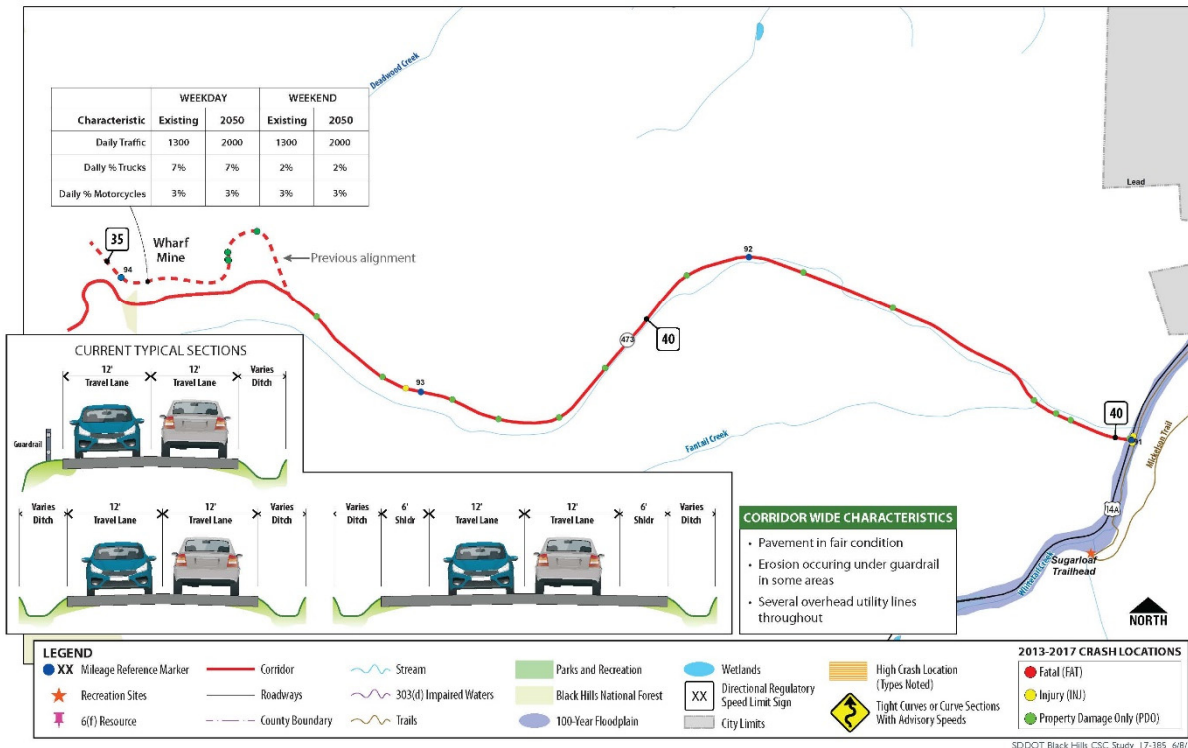 Deadwood Creek
WEEKDAY WEEKEND
Characteristic Existing 2050 Existing 2050
Daily Traffic 1300 2000 1300 2000
Daily % Trucks 7% 7% 2% 2%
Daily % Motorcycles 3% 3% 3% 3%
Lead
35
94
Wharf
Mine
Previous alignment
92
473
40
93
40
91
Fantail Creek
Mickelson Trail
14A
Sugarloaf
Trailhead
Whitetail Creek
NORTH
CURRENT TYPICAL SECTIONS
12' 12' Varies
Travel Lane Travel Lane Ditch
Guardrail
Varies 12' 12' Varies
Ditch Travel Lane Travel Lane Ditch
Varies 6' 12' 12' 6' Varies
Ditch Shldr Travel Lane Travel Lane Shldr Ditch
CORRIDOR WIDE CHARACTERISTICS
• Pavement in fair condition
• Erosion occuring under guardrail
in some areas
• Several overhead utility lines
throughout
LEGEND
XX Mileage Reference Marker
Recreation Sites
6(f) Resource
Corridor
Roadways
County Boundary
Stream
303(d) Impaired Waters
Trails
Parks and Recreation
Black Hills National Forest
100-Year Floodplain
Wetlands
XX Directional Regulatory
Speed Limit Sign
City Limits
High Crash Location
(Types Noted)
Tight Curves or Curve Sections
With Advisory Speeds
2013-2017 CRASH LOCATIONS
Fatal (FAT)
Injury (INJ)
Property Damage Only (PDO)
SDDOT Black Hills CSC Study 17-385 6/8/